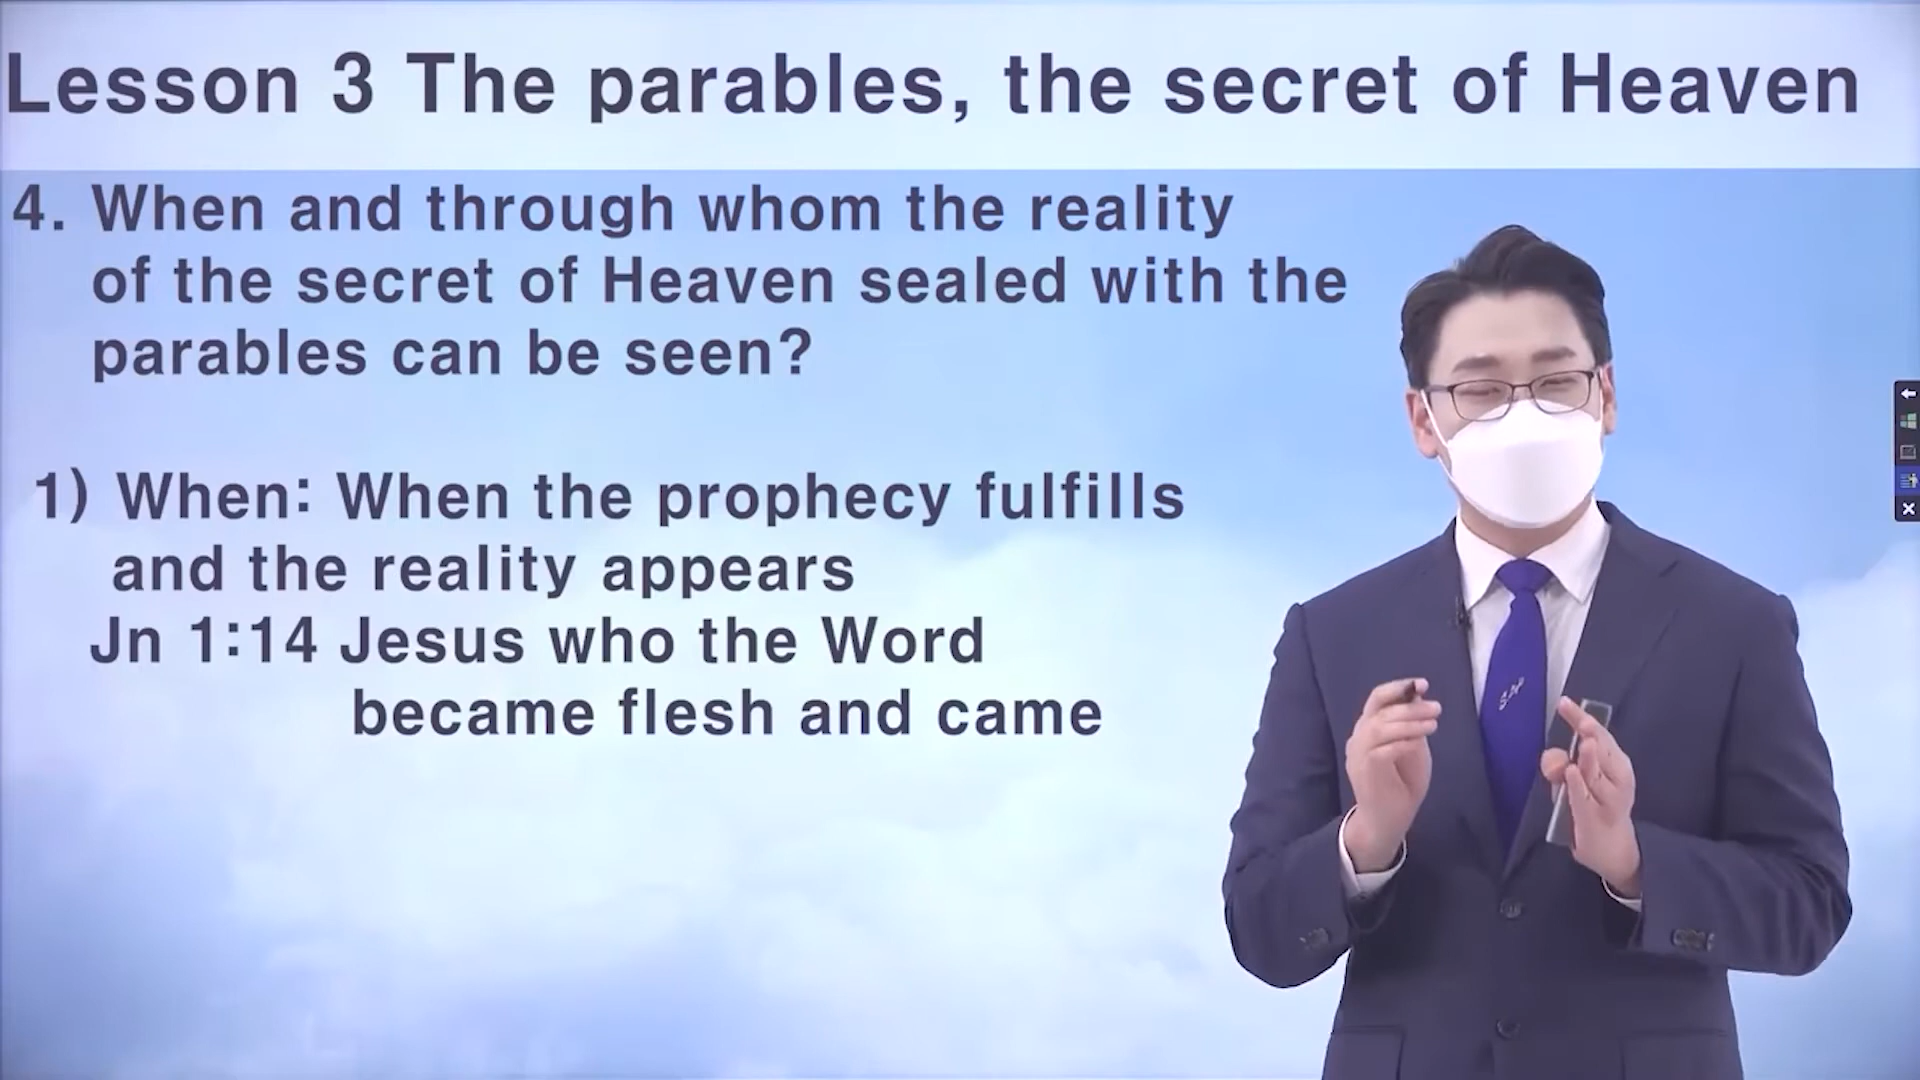 Lesson 3 The parables, the secret of Heaven
4. When and through whom the reality
of the secret of Heaven sealed with the
parables can be seen?
1) When: When the prophecy fulfills
and the reality appears
Jn 1:14 Jesus who the Word
became flesh and came